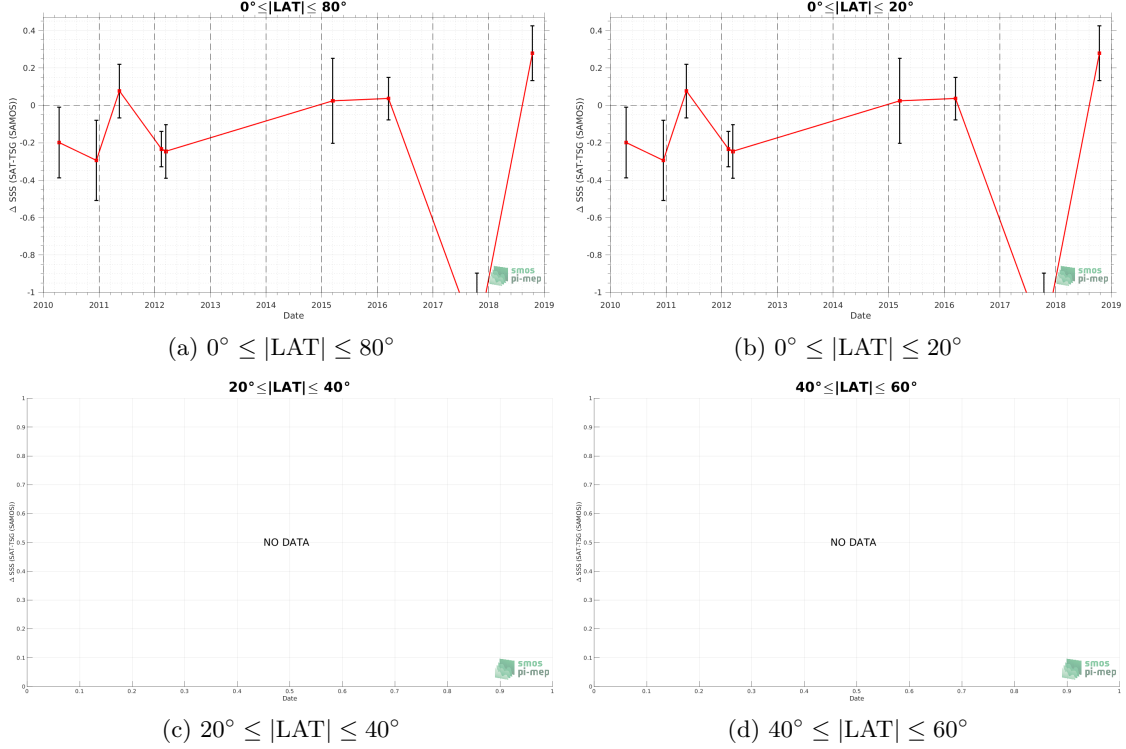 0°≤|LAT|≤ 80°
0.4
0.2
0
-0.2
-0.4
-0.6
-0.8
-1
Δ SSS (SAT-TSG (SAMOS))
2010 2011 2012 2013 2014 2015 2016 2017 2018 2019
Date
smos
pi-mep
(a) 0° ≤ |LAT| ≤ 80°
0°≤|LAT|≤ 20°
0.4
0.2
0
-0.2
-0.4
-0.6
-0.8
-1
Δ SSS (SAT-TSG (SAMOS))
2010 2011 2012 2013 2014 2015 2016 2017 2018 2019
Date
smos
pi-mep
(b) 0° ≤ |LAT| ≤ 20°
20°≤|LAT|≤ 40°
1
0.9
0.8
0.7
0.6
0.5
0.4
0.3
0.2
0.1
0
Δ SSS (SAT-TSG (SAMOS))
NO DATA
0 0.1 0.2 0.3 0.4 0.5 0.6 0.7 0.8 0.9 1
Date
smos
pi-mep
(c) 20° ≤ |LAT| ≤ 40°
40°≤|LAT|≤ 60°
1
0.9
0.8
0.7
0.6
0.5
0.4
0.3
0.2
0.1
0
Δ SSS (SAT-TSG (SAMOS))
NO DATA
0 0.1 0.2 0.3 0.4 0.5 0.6 0.7 0.8 0.9 1
Date
smos
pi-mep
(d) 40° ≤ |LAT| ≤ 60°